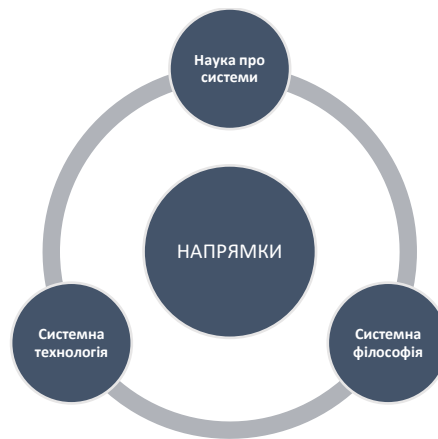 Наука про
системи
НАПРЯМКИ
Системна
технологія
Системна
філософія